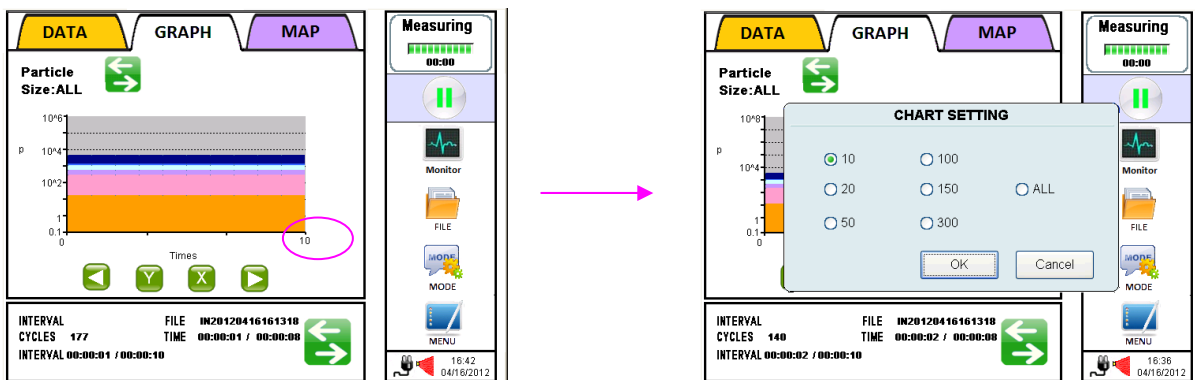 DATA GRAPH MAP
Particle
Size:ALL
10^6
p 10^4
10^2
1
0.1
0 10
Times
Y X
INTERVAL FILE IN20120416161318
CYCLES 177 TIME 00:00:01 / 00:00:08
INTERVAL 00:00:01 / 00:00:10
Measuring
00:00
Monitor
FILE
MODE
MODE
MENU
16:42
04/16/2012
DATA GRAPH MAP
Particle
Size:ALL
10^8
p
10^4
1
0.1
0
CHART SETTING
10 100
20 150 ALL
50 300
OK Cancel
INTERVAL FILE IN20120416161318
CYCLES 140 TIME 00:00:02 / 00:00:08
INTERVAL 00:00:02 / 00:00:10
Measuring
00:00
Monitor
FILE
MODE
MODE
MENU
16:36
04/16/2012